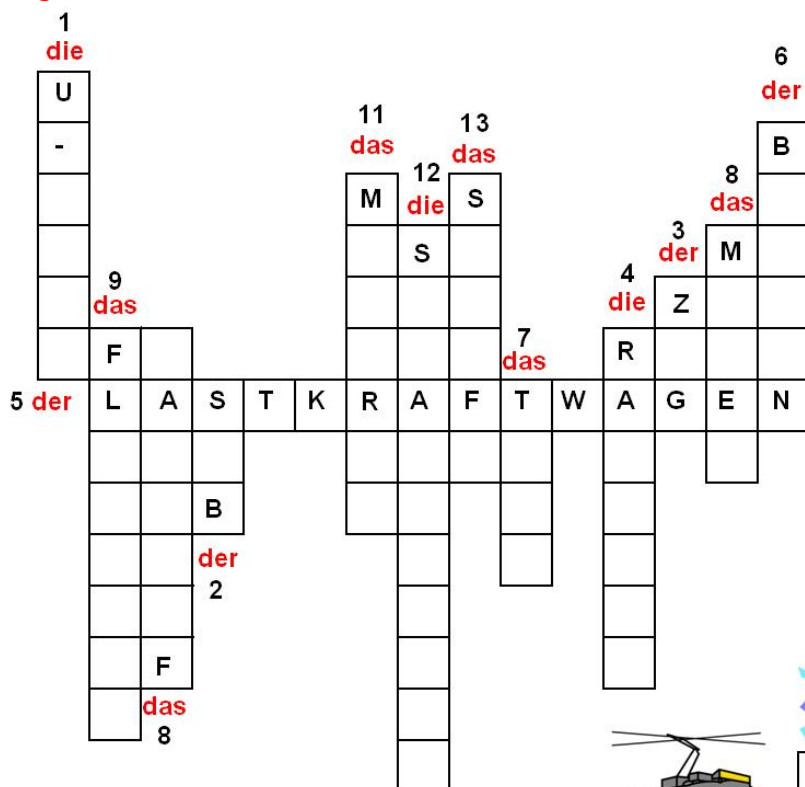 1
die
6
der
U
-
B
11
das
13
das
12
die
M
S
S
8
das
3
der
M
4
die
Z
9
das
7
das
F
R
5 der L A S T K R A F T W A G E N
B
der
2
F
das
8